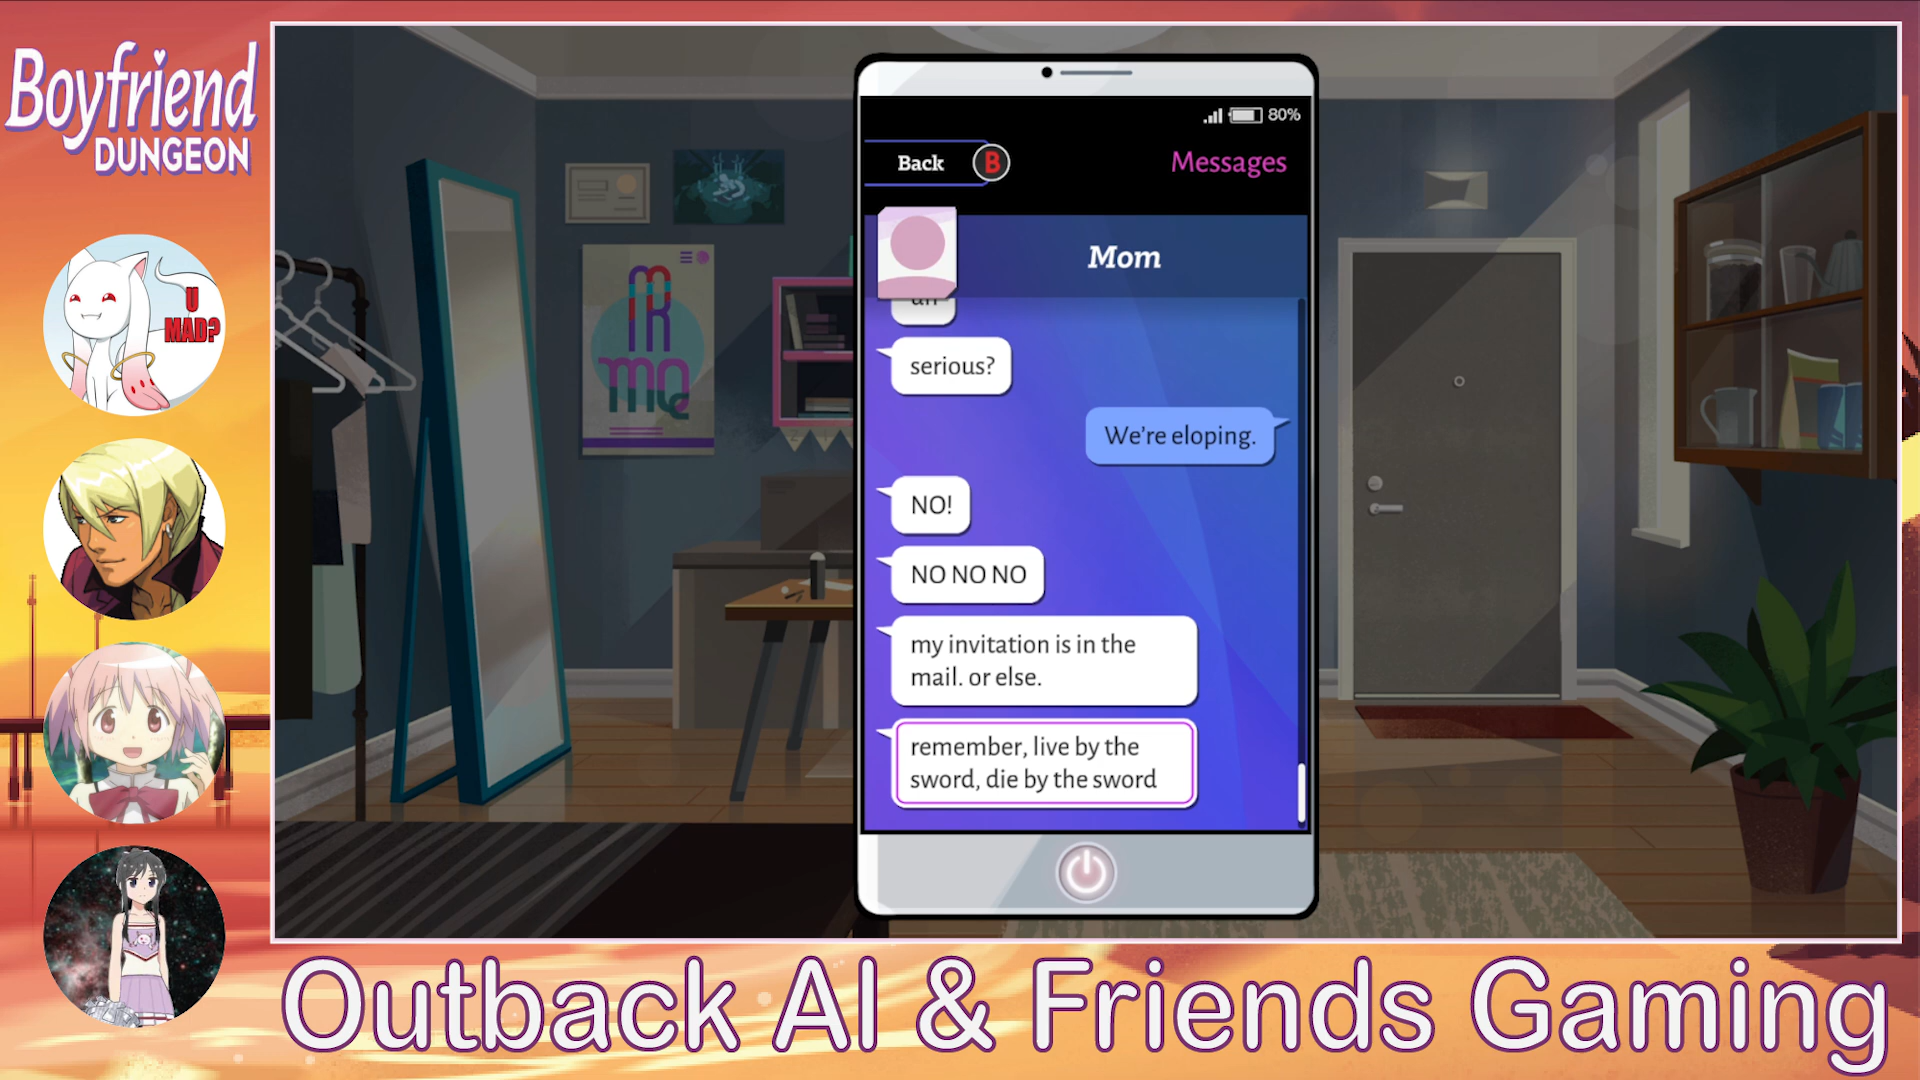 Boyfriend
DUNGEON
U
MAD?
80%
Back B
Messages
Mom
serious?
We're eloping.
NO!
NO NO NO
my invitation is in the
mail. or else.
remember, live by the
sword, die by the sword
Outback AI & Friends Gaming